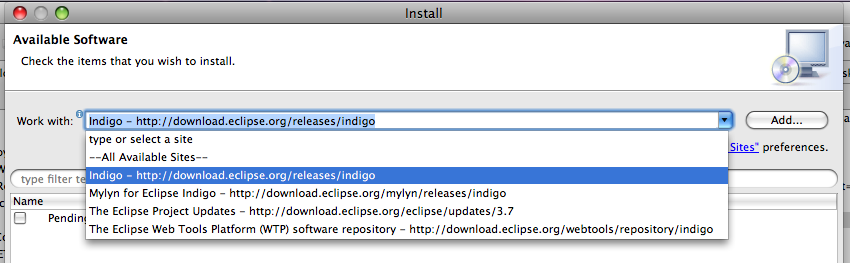 Install
Available Software
Check the items that you wish to install.
Work with: Indigo - http://download.eclipse.org/releases/indigo Add...
type or select a site
--All Available Sites--
Sites" preferences.
Indigo - http://download.eclipse.org/releases/indigo
type filter te
Mylyn for Eclipse Indigo - http://download.eclipse.org/mylyn/releases/indigo
Name
The Eclipse Project Updates - http://download.eclipse.org/eclipse/updates/3.7
Pending
The Eclipse Web Tools Platform (WTP) software repository - http://download.eclipse.org/webtools/repository/indigo